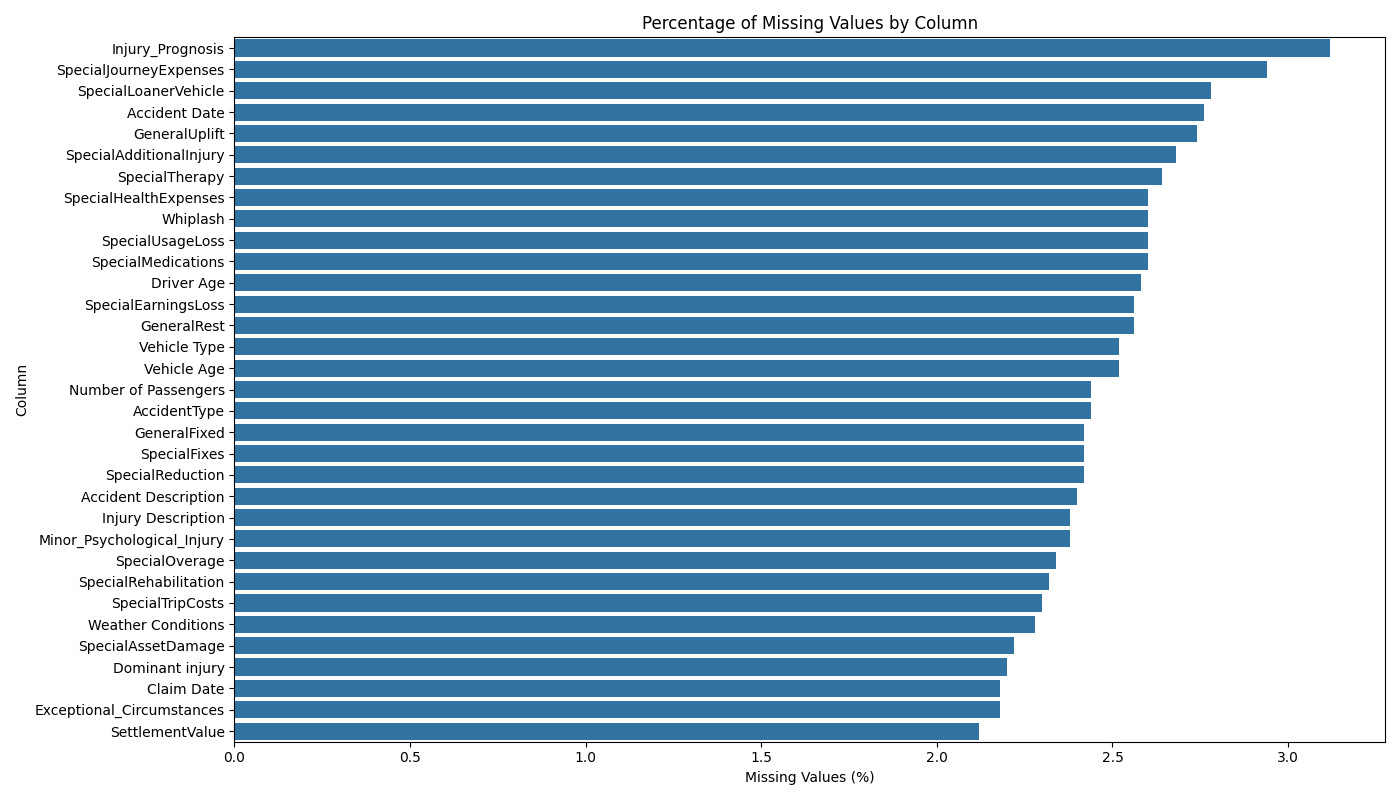 Percentage of Missing Values by Column
Column
Injury_Prognosis
SpecialJourneyExpenses
SpecialLoanerVehicle
Accident Date
GeneralUplift
SpecialAdditionalInjury
SpecialTherapy
SpecialHealthExpenses
Whiplash
SpecialUsageLoss
SpecialMedications
Driver Age
SpecialEarningsLoss
GeneralRest
Vehicle Type
Vehicle Age
Number of Passengers
AccidentType
GeneralFixed
SpecialFixes
SpecialReduction
Accident Description
Injury Description
Minor_Psychological_Injury
SpecialOverage
SpecialRehabilitation
SpecialTripCosts
Weather Conditions
SpecialAssetDamage
Dominant injury
Claim Date
Exceptional_Circumstances
SettlementValue
0.0 0.5 1.0 1.5 2.0 2.5 3.0
Missing Values (%)